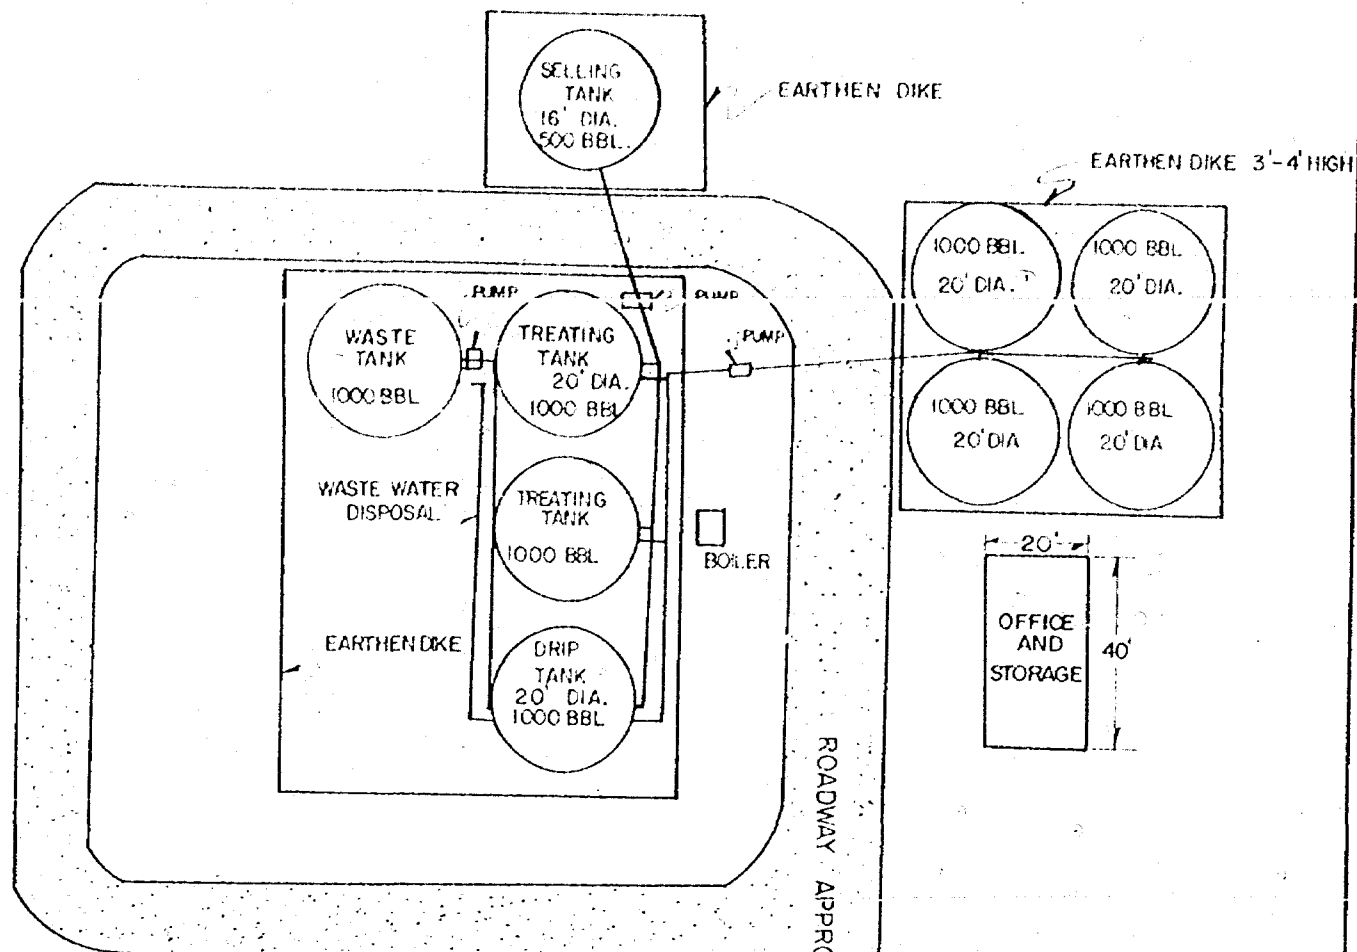 SELLING
TANK
16' DIA.
500 BBL.
EARTHEN DIKE
EARTHEN DIKE 3'-4' HIGH
1000 BBL.
20' DIA.
1000 BBL.
20' DIA.
1000 BBL.
20' DIA
1000 BBL
20' DIA
PUMP
PUMP
PUMP
WASTE
TANK
1000 BBL
TREATING
TANK
20' DIA.
1000 BBL
WASTE WATER
DISPOSAL
TREATING
TANK
1000 BBL
BOILER
EARTHEN DIKE
DRIP
TANK
20' DIA.
1000 BBL
20'
OFFICE
AND
STORAGE
40'
ROADWAY APPRO